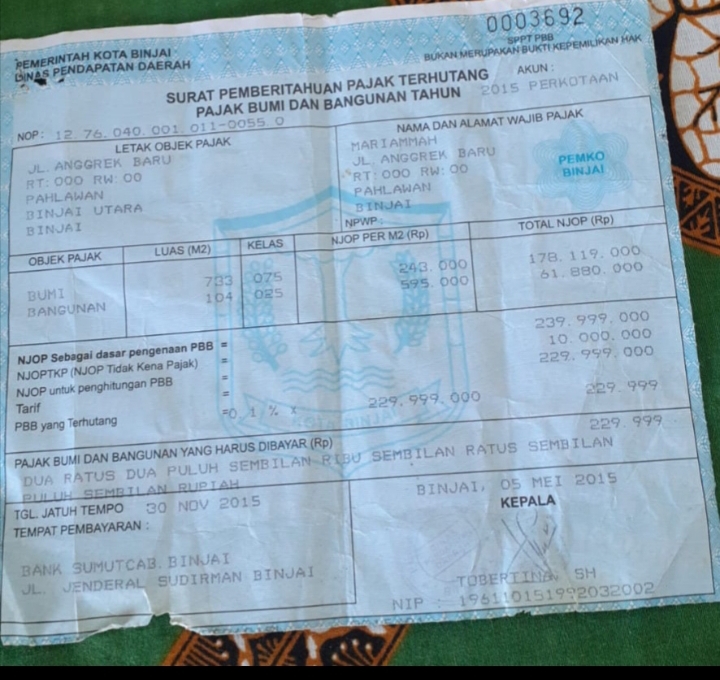 0003692
PEMERINTAH KOTA BINJAI
DINAS PENDAPATAN DAERAH
SPPT PBB
BUKAN MERUPAKAN BUKTI KEPEMILIKAN HAK
SURAT PEMBERITAHUAN PAJAK TERHUTANG
PAJAK BUMI DAN BANGUNAN TAHUN 2015 PERKOTAAN
AKUN :
NOP : 12.76.040.001.011-0055.0
LETAK OBJEK PAJAK
JL. ANGGREK BARU
RT: 000 RW: 00
PAHLAWAN
BINJAI UTARA
BINJAI
NAMA DAN ALAMAT WAJIB PAJAK
MARIAMMAH
JL. ANGGREK BARU
RT: 000 RW: 00
PAHLAWAN
BINJAI
NPWP :
PEMKO
BINJAI
OBJEK PAJAK LUAS (M2) KELAS NJOP PER M2 (Rp) TOTAL NJOP (Rp)
BUMI 733 075 243.000 178.119.000
BANGUNAN 104 025 595.000 61.880.000
NJOP Sebagai dasar pengenaan PBB = 239.999.000
NJOPTKP (NJOP Tidak Kena Pajak) = 10.000.000
NJOP untuk penghitungan PBB = 229.999.000
Tarif =
PBB yang Terhutang =0,1 % x 229.999.000 229.999
PAJAK BUMI DAN BANGUNAN YANG HARUS DIBAYAR (Rp) 229.999
DUA RATUS DUA PULUH SEMBILAN RIBU SEMBILAN RATUS SEMBILAN
PULUH SEMBILAN RUPIAH
TGL. JATUH TEMPO 30 NOV 2015
TEMPAT PEMBAYARAN :
BANK SUMUTCAB.BINJAI
JL. JENDERAL SUDIRMAN BINJAI
BINJAI, 05 MEI 2015
KEPALA
TOBERTINA, SH
NIP : 196110151992032002